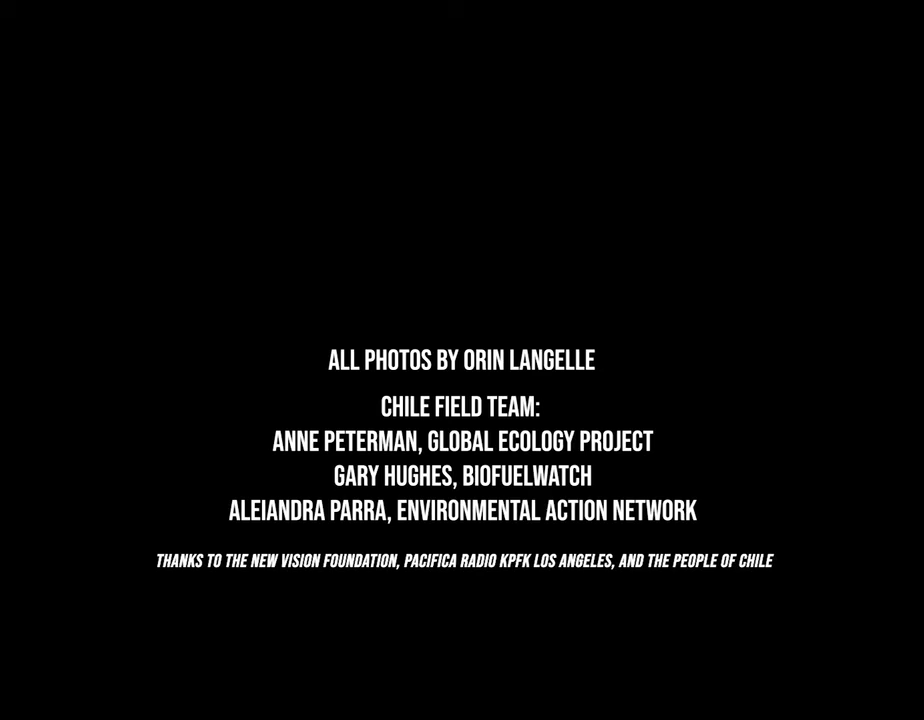 ALL PHOTOS BY ORIN LANGELLE
CHILE FIELD TEAM:
ANNE PETERMAN, GLOBAL ECOLOGY PROJECT
GARY HUGHES, BIOFUELWATCH
ALEIANDRA PARRA, ENVIRONMENTAL ACTION NETWORK
THANKS TO THE NEW VISION FOUNDATION, PACIFICA RADIO KPFK LOS ANGELES, AND THE PEOPLE OF CHILE